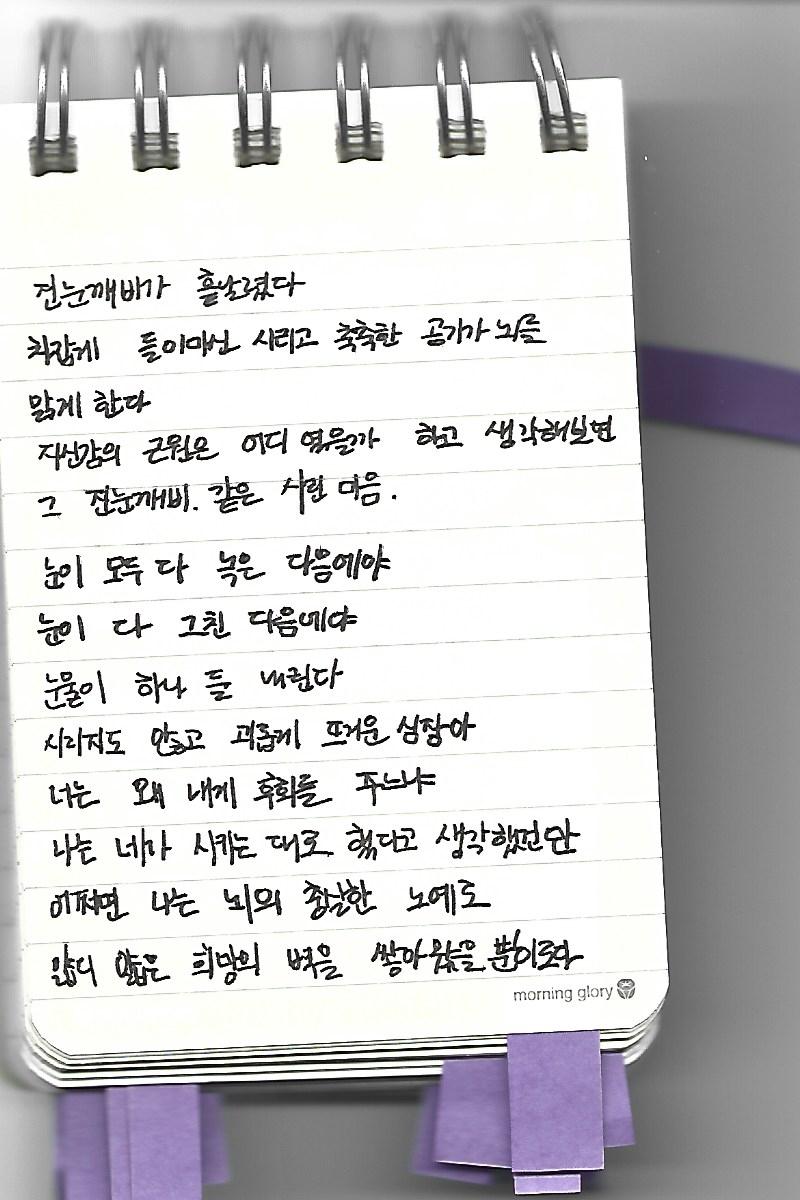 진눈깨비가 흩날렸다
차갑게 들이마신 시리고 축축한 공기가 뇌를
맑게 한다
자신감의 근원은 어디 였을까 하고 생각해보면
그 진눈깨비. 같은 시린 마음.
눈이 모두 다 녹은 다음에야
눈이 다 그친 다음에야
눈물이 하나 둘 내린다
시리지도 않고 괴롭게 뜨거운 심장아
너는 왜 내게 후회를 주느냐
나는 네가 시키는 대로 했다고 생각했건만
어쩌면 나는 뇌의 충실한 노예로
얇디 얇은 희망의 벽을 쌓아왔을 뿐이로다
morning glory